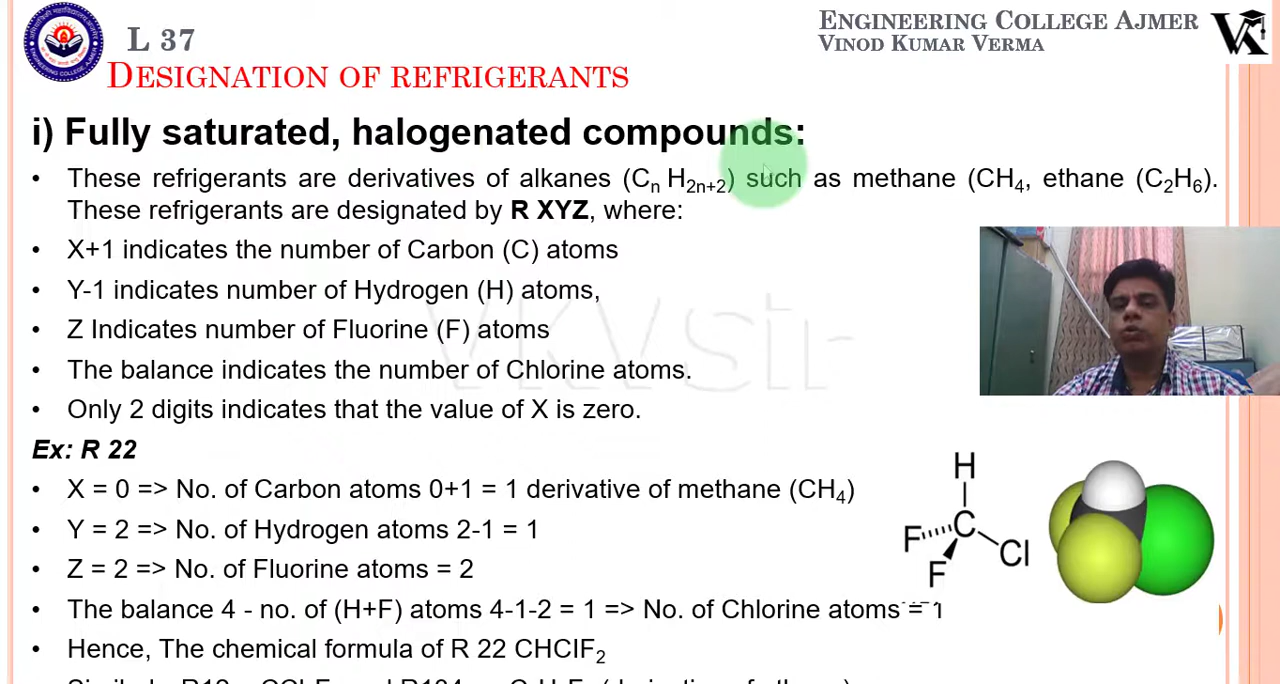 L 37
ENGINEERING COLLEGE AJMER
VINOD KUMAR VERMA
DESIGNATION OF REFRIGERANTS
i) Fully saturated, halogenated compounds:
• These refrigerants are derivatives of alkanes (CnH2n+2) such as methane (CH4, ethane (C2H6).
These refrigerants are designated by R XYZ, where:
• X+1 indicates the number of Carbon (C) atoms
• Y-1 indicates number of Hydrogen (H) atoms,
• Z Indicates number of Fluorine (F) atoms
• The balance indicates the number of Chlorine atoms.
• Only 2 digits indicates that the value of X is zero.
VKVstr
Ex: R 22
• X = 0 => No. of Carbon atoms 0+1 = 1 derivative of methane (CH4)
• Y = 2 => No. of Hydrogen atoms 2-1 = 1
• Z = 2 => No. of Fluorine atoms = 2
• The balance 4 - no. of (H+F) atoms 4-1-2 = 1 => No. of Chlorine atoms = 1
• Hence, The chemical formula of R 22 CHClF2
H
C
F
F
Cl